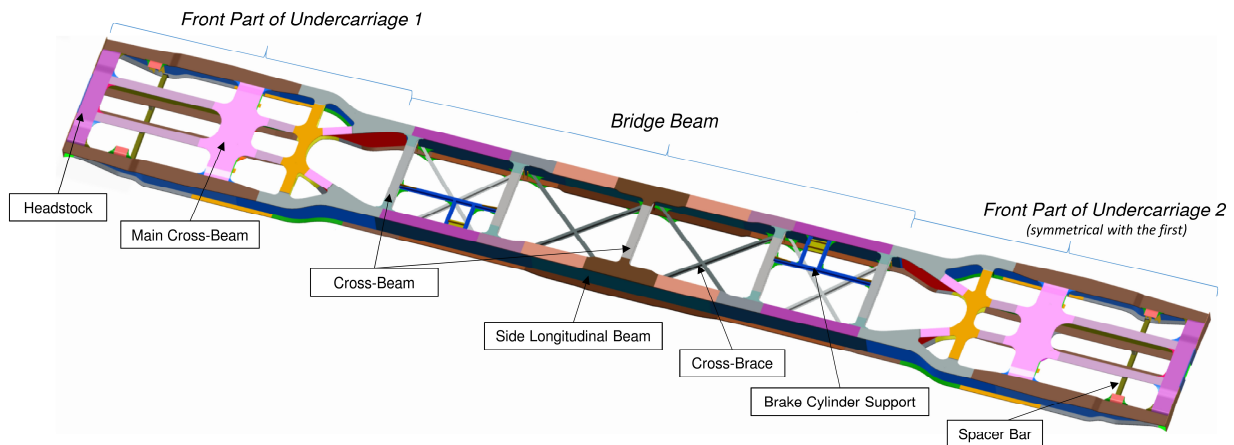 Front Part of Undercarriage 1
Bridge Beam
Front Part of Undercarriage 2
(symmetrical with the first)
Headstock
Main Cross-Beam
Cross-Beam
Side Longitudinal Beam
Cross-Brace
Brake Cylinder Support
Spacer Bar